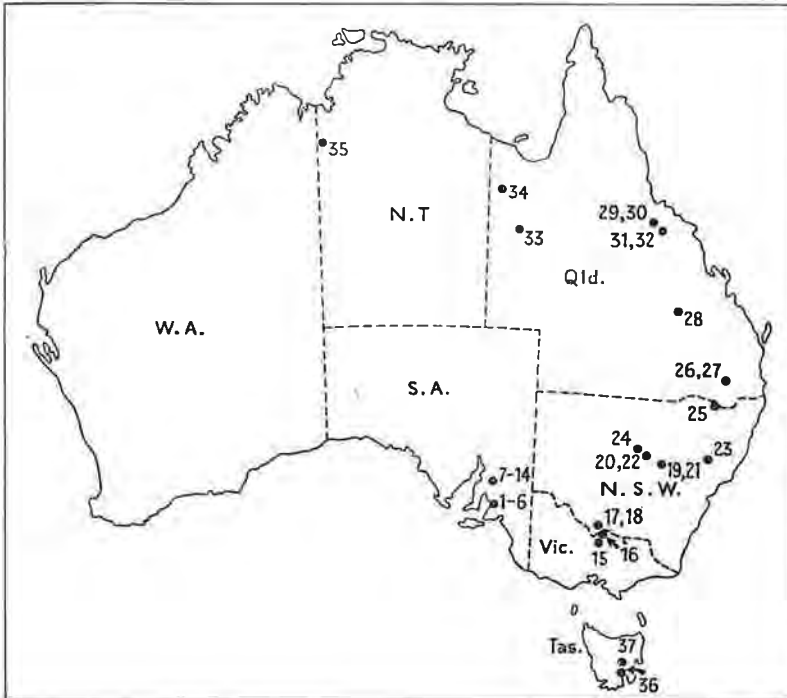 35
34
N.T
33
29,30
31,32
Qld.
W.A.
28
S.A.
26,27
25
24
23
20,22
19,21
7-14
N.S.W.
1-6
17,18
Vic.
16
15
Tas.
37
36